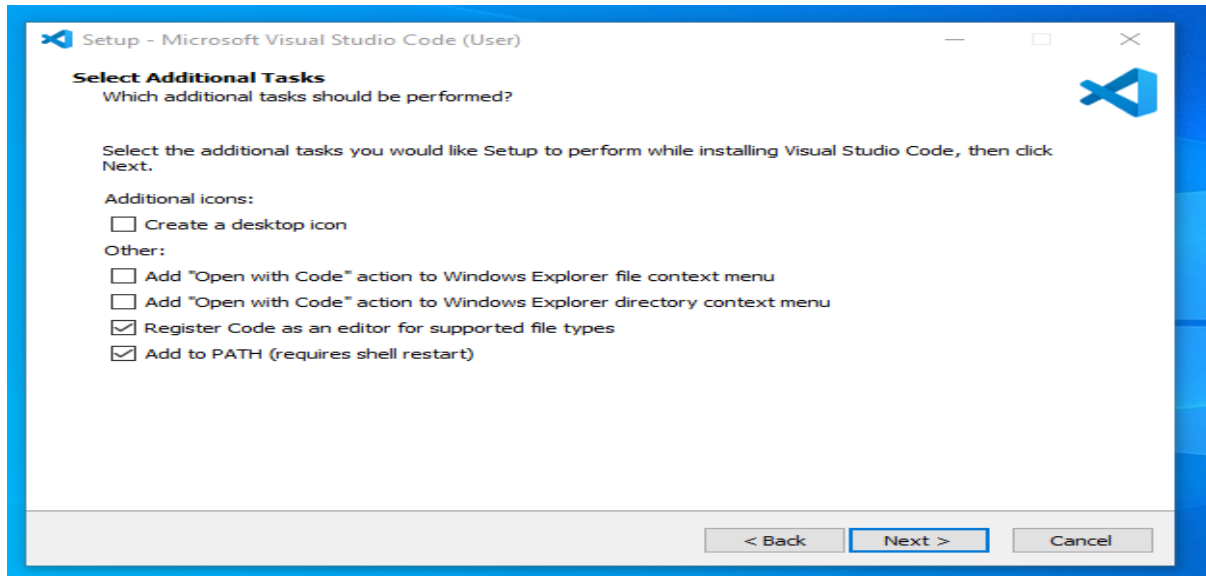 Setup - Microsoft Visual Studio Code (User)
Select Additional Tasks
Which additional tasks should be performed?
Select the additional tasks you would like Setup to perform while installing Visual Studio Code, then click
Next.
Additional icons:
Create a desktop icon
Other:
Add "Open with Code" action to Windows Explorer file context menu
Add "Open with Code" action to Windows Explorer directory context menu
Register Code as an editor for supported file types
Add to PATH (requires shell restart)
< Back Next > Cancel